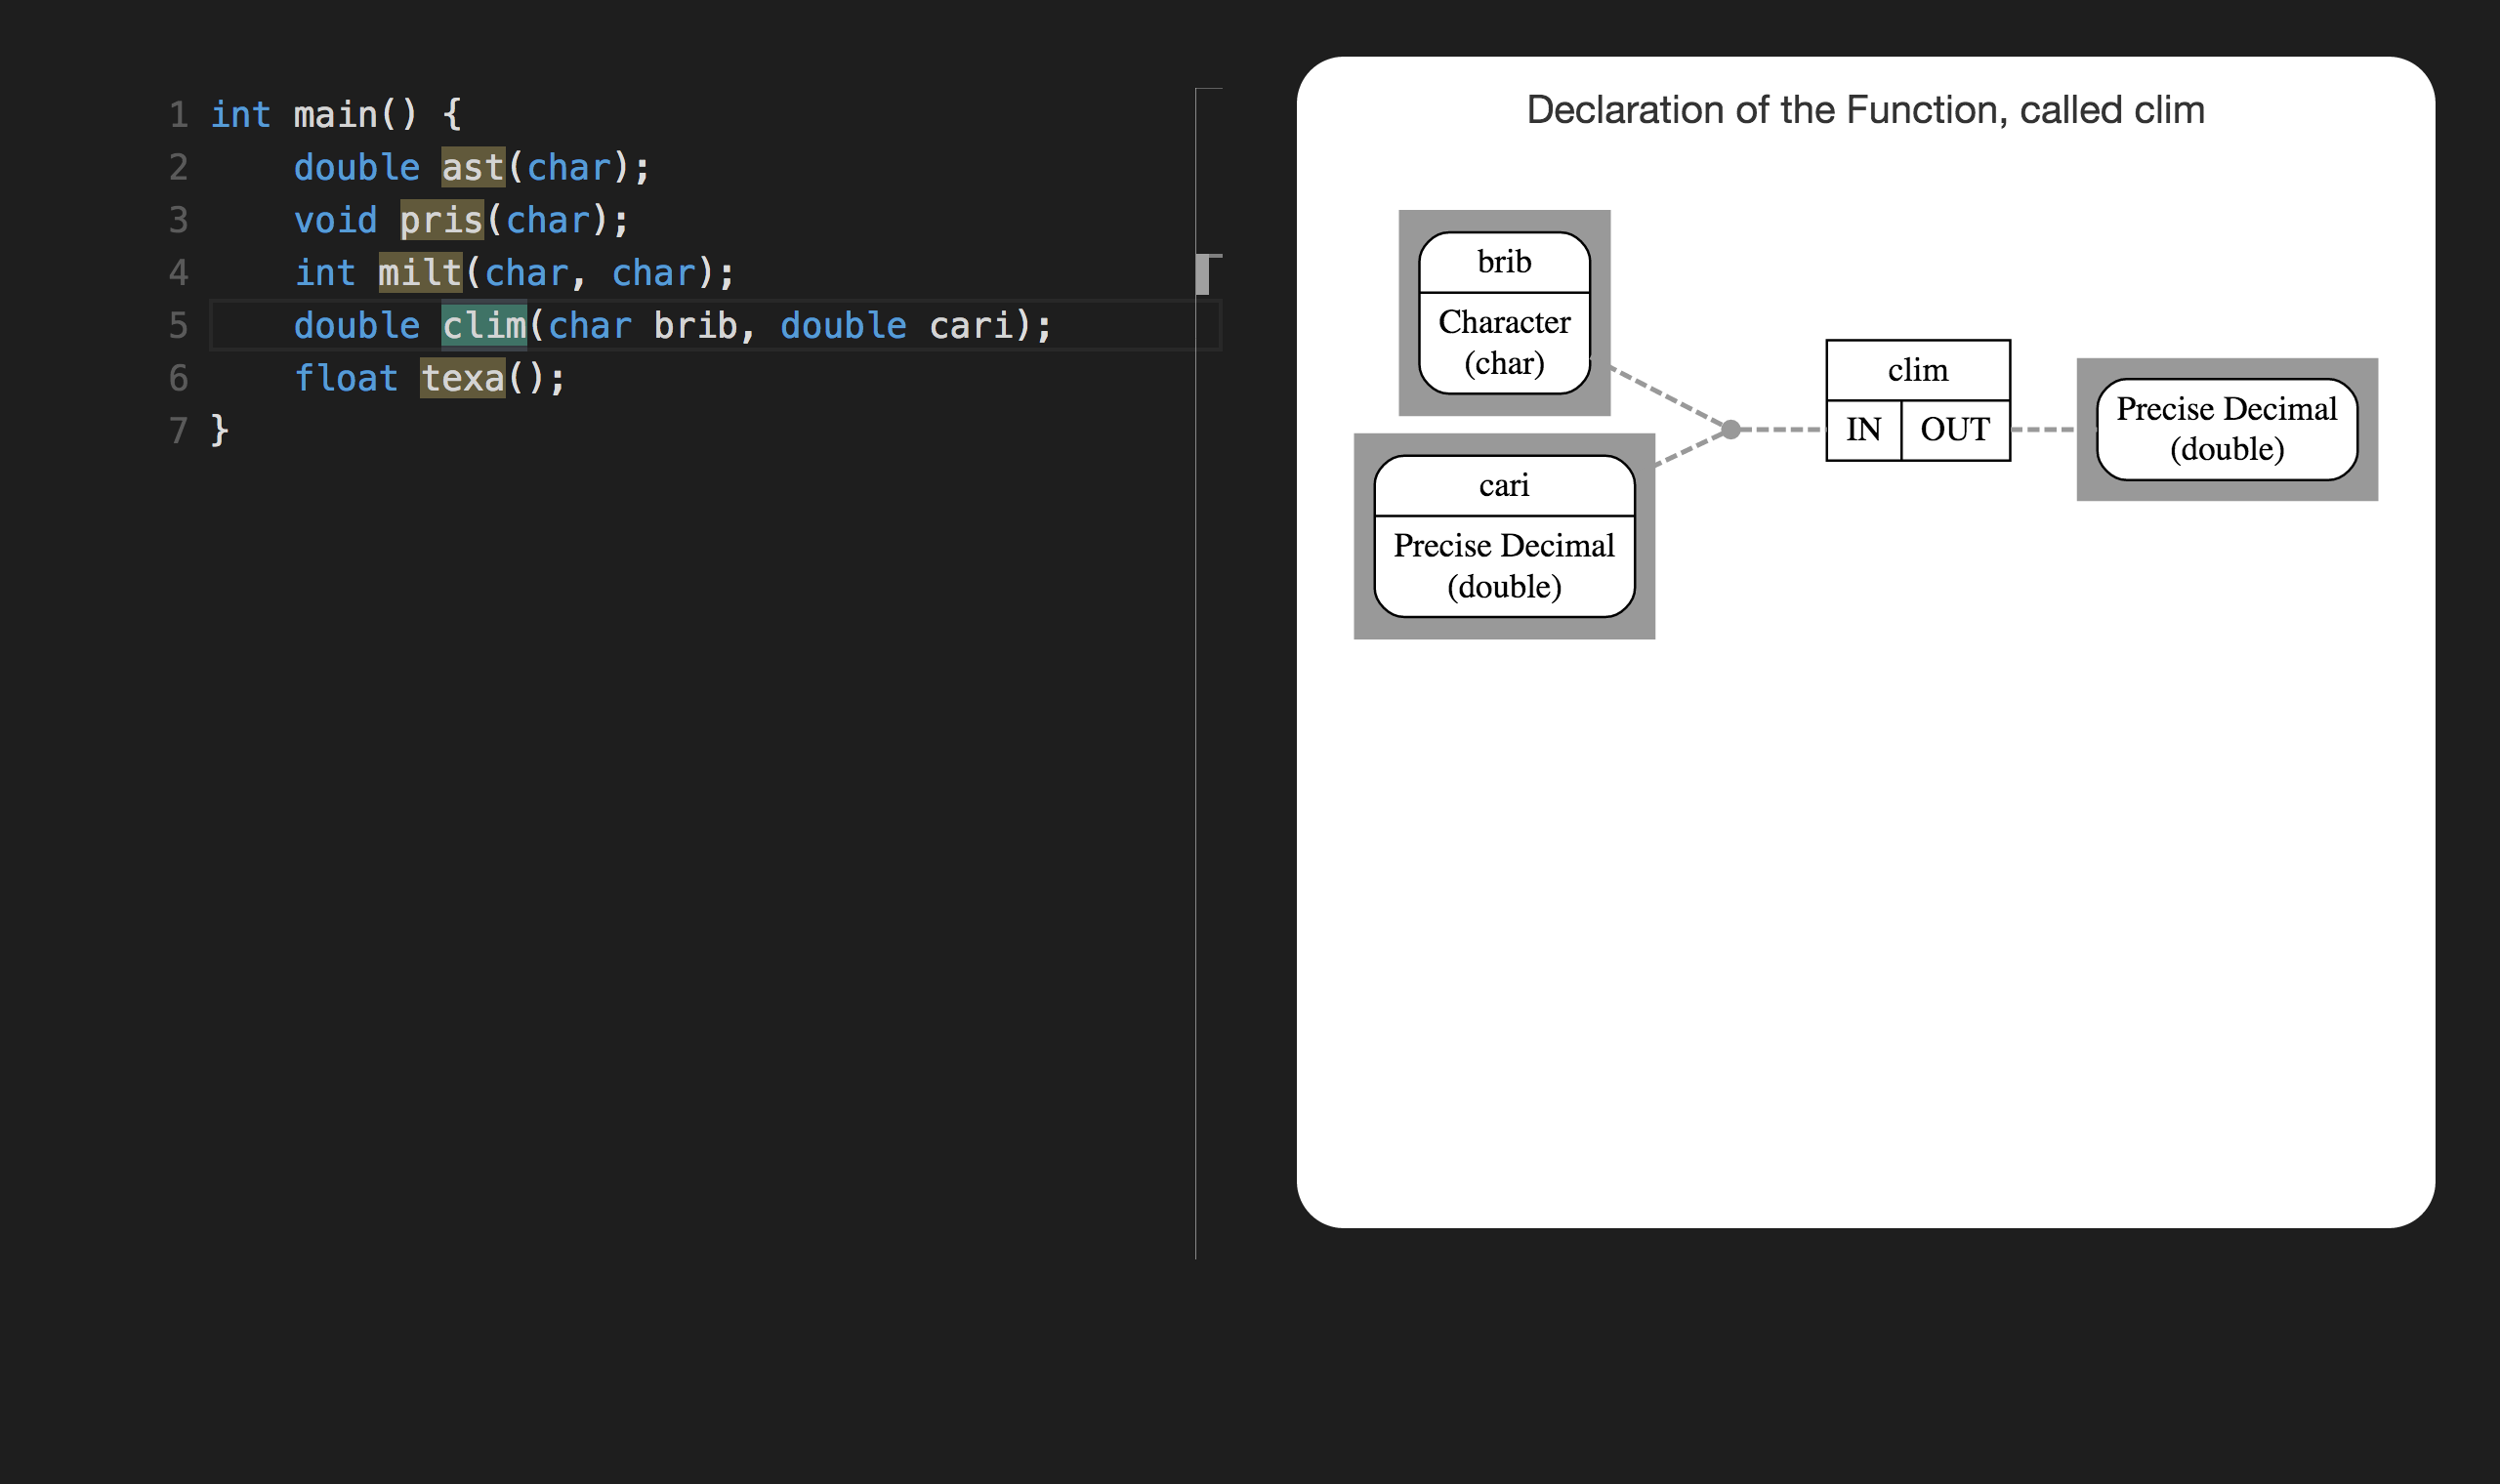 1 int main() {
2     double ast(char);
3     void pris(char);
4     int milt(char, char);
5     double clim(char brib, double cari);
6     float texa();
7 }
Declaration of the Function, called clim
brib
Character
(char)
cari
Precise Decimal
(double)
clim
IN OUT
Precise Decimal
(double)